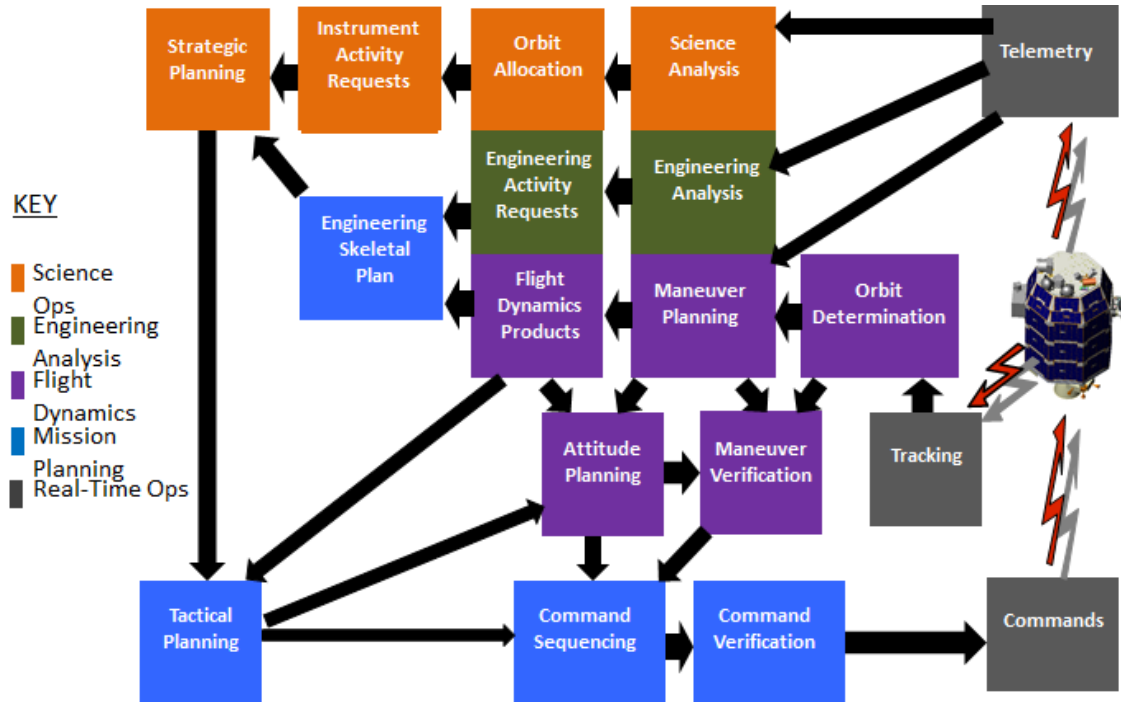 Strategic
Planning
Instrument
Activity
Requests
Orbit
Allocation
Science
Analysis
Telemetry
Engineering
Activity
Requests
Engineering
Analysis
KEY
Science
Ops
Engineering
Analysis
Flight
Dynamics
Mission
Planning
Real-Time Ops
Engineering
Skeletal
Plan
Flight
Dynamics
Products
Maneuver
Planning
Orbit
Determination
Attitude
Planning
Maneuver
Verification
Tracking
Tactical
Planning
Command
Sequencing
Command
Verification
Commands